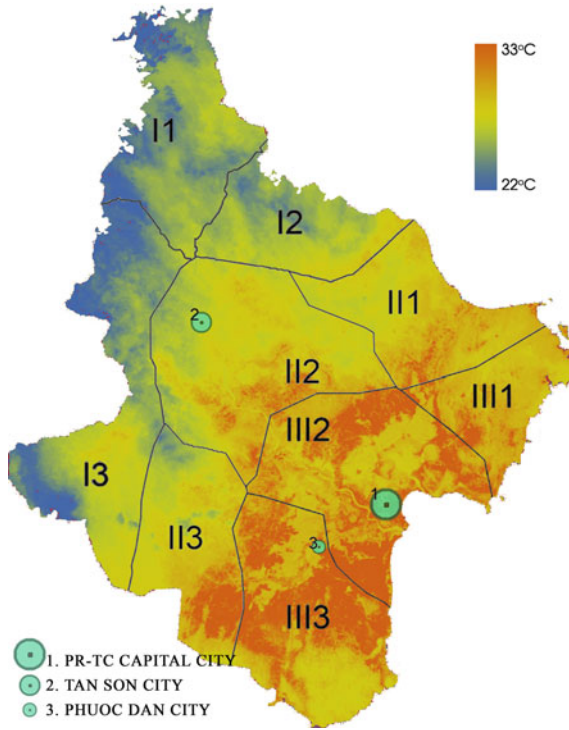 33°C
22°C
I1
I2
2
II1
II2
III1
III2
I3
1
II3
3
III3
1. PR-TC CAPITAL CITY
2. TAN SON CITY
3. PHUOC DAN CITY